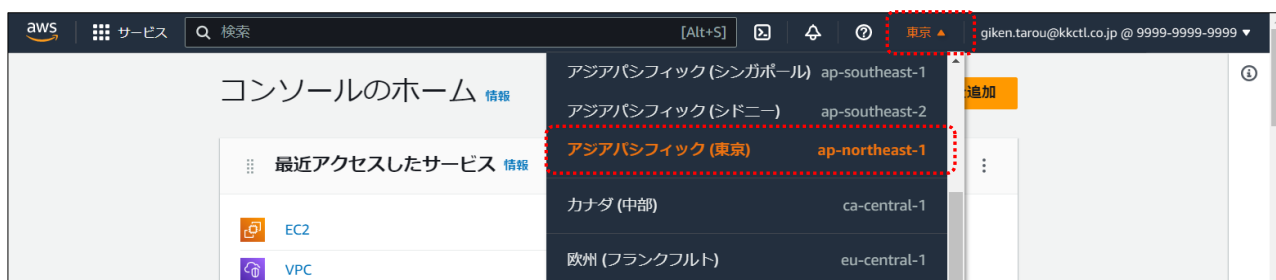 aws サービス 検索 [Alt+S] 東京 ▲ giken.tarou@kkctl.co.jp @ 9999-9999-9999 ▼
アジアパシフィック (シンガポール) ap-southeast-1
コンソールのホーム 情報
追加
アジアパシフィック (シドニー) ap-southeast-2
アジアパシフィック (東京) ap-northeast-1
最近アクセスしたサービス 情報
カナダ (中部) ca-central-1
EC2
欧州 (フランクフルト) eu-central-1
VPC